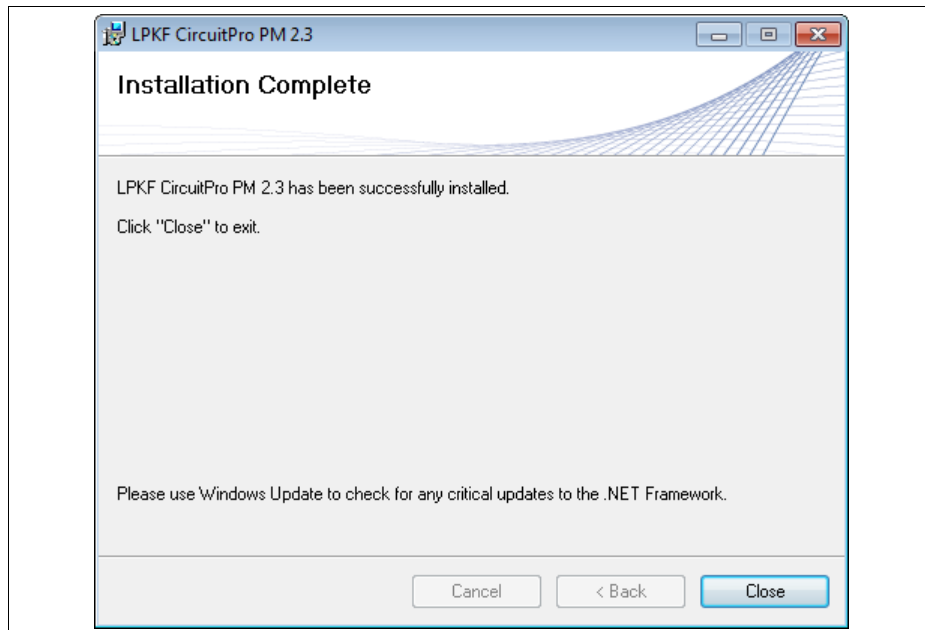 LPKF CircuitPro PM 2.3
Installation Complete
LPKF CircuitPro PM 2.3 has been successfully installed.
Click "Close" to exit.
Please use Windows Update to check for any critical updates to the .NET Framework.
Cancel
< Back
Close